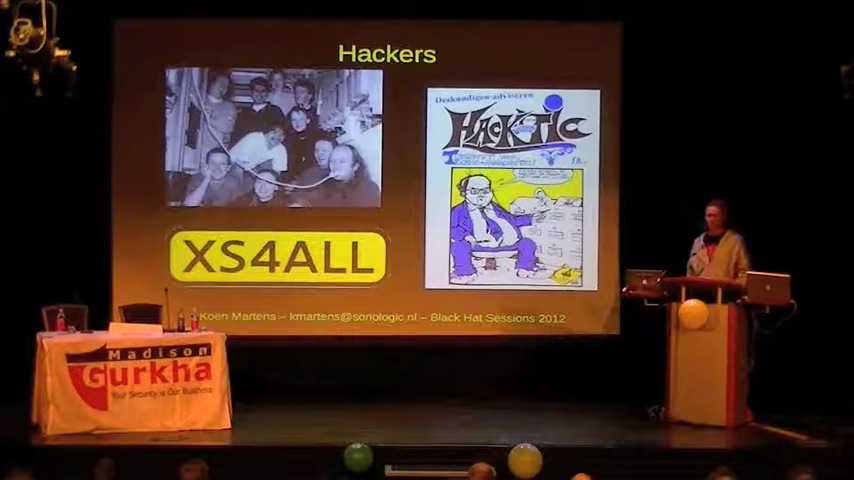 Hackers
Deskundigen adviseren
HACK-TIC
XS4ALL
Koen Martens – kmartens@sonologic.nl – Black Hat Sessions 2012
Madison
Gurkha
Your Security is Our Business